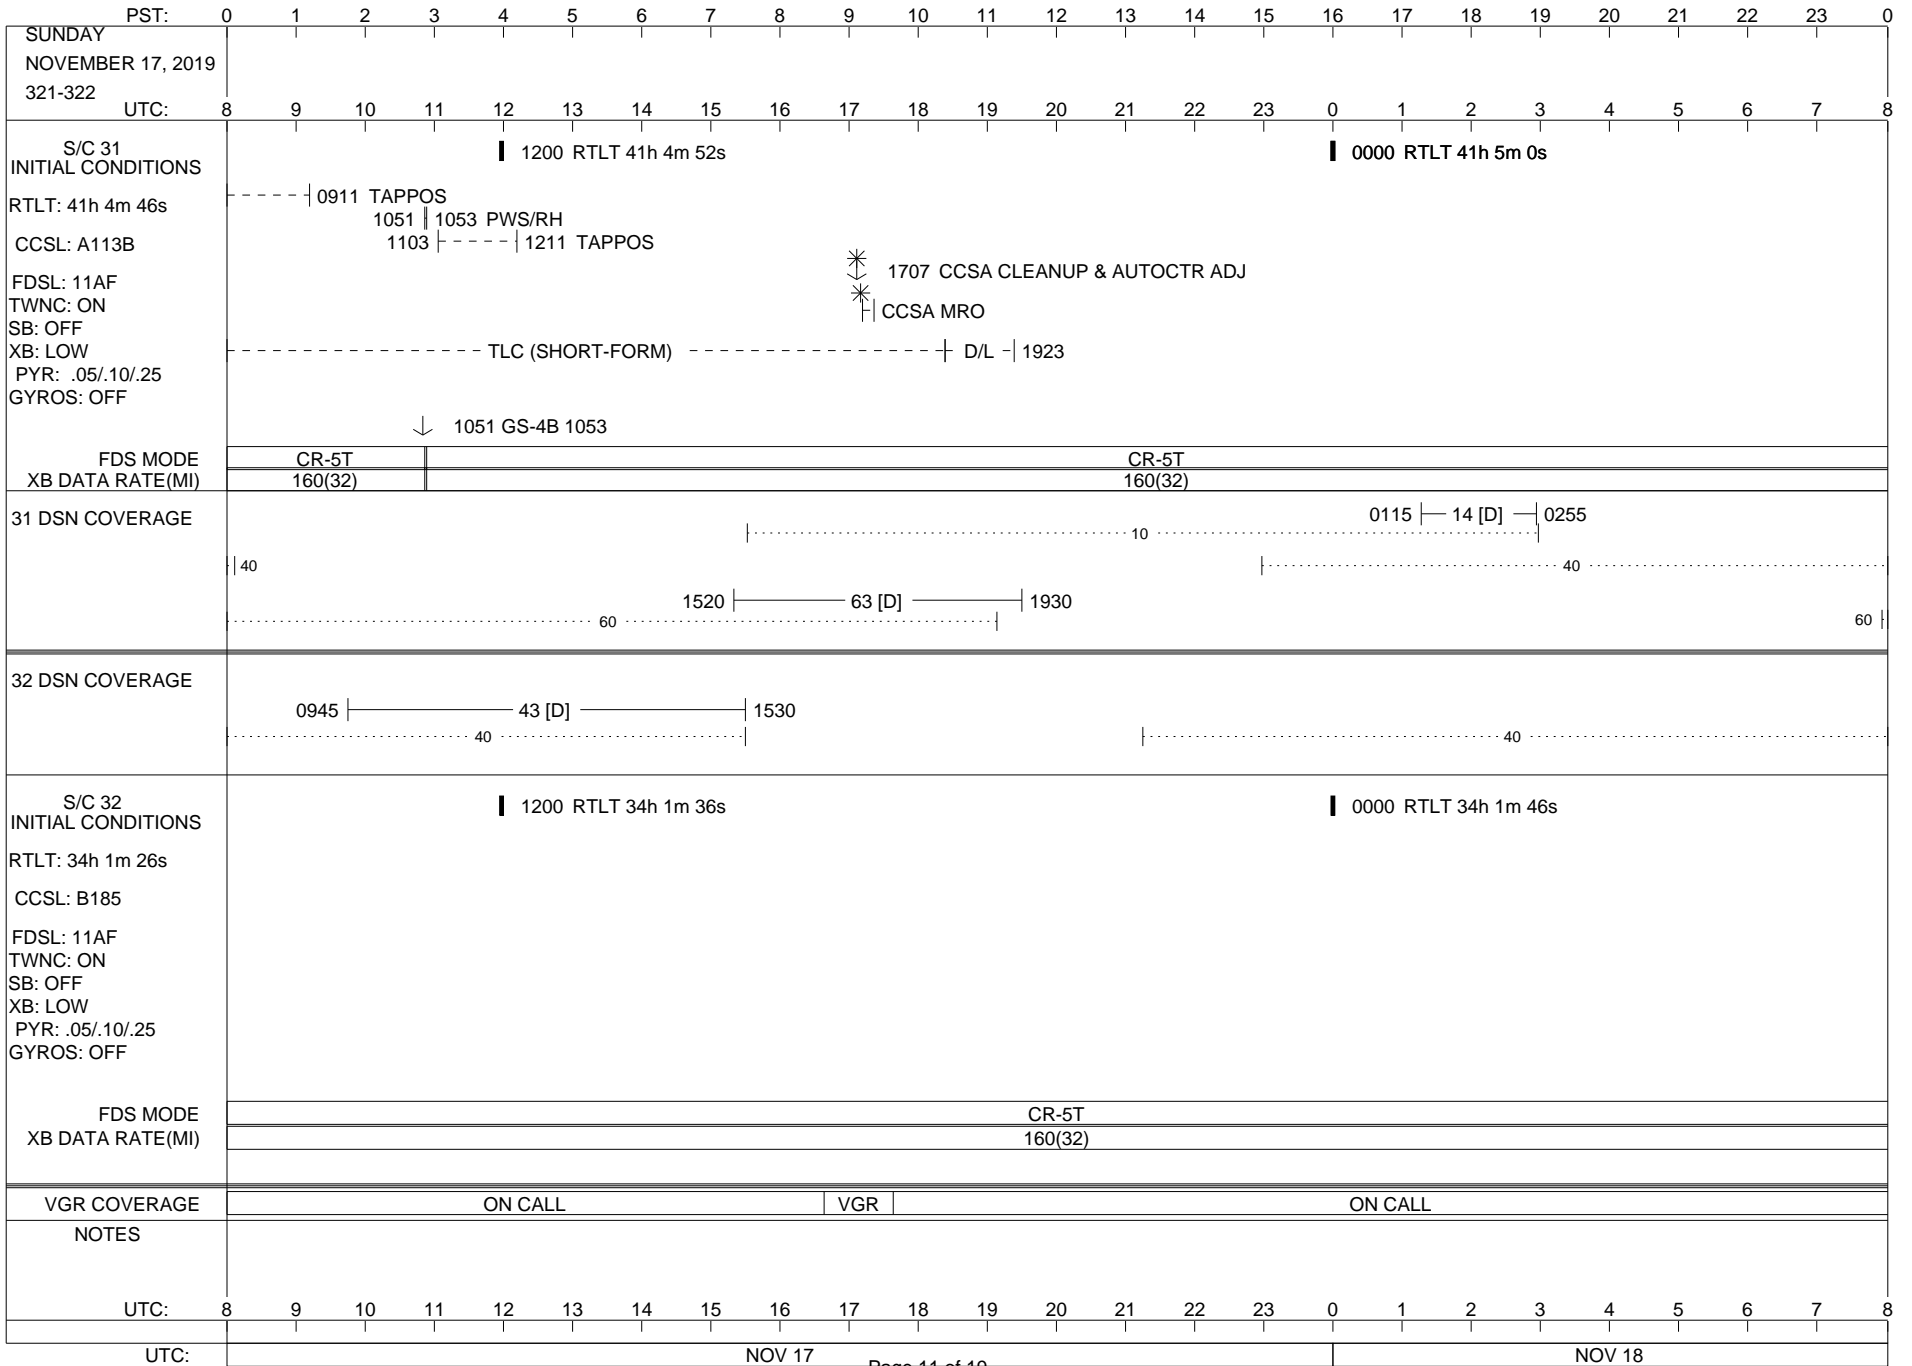 PST: 0 1 2 3 4 5 6 7 8 9 10 11 12 13 14 15 16 17 18 19 20 21 22 23 0
SUNDAY
NOVEMBER 17, 2019
321-322
UTC: 8 9 10 11 12 13 14 15 16 17 18 19 20 21 22 23 0 1 2 3 4 5 6 7 8
S/C 31
INITIAL CONDITIONS
1200 RTLT 41h 4m 52s
0000 RTLT 41h 5m 0s
RTLT: 41h 4m 46s
0911 TAPPOS
1051 1053 PWS/RH
CCSL: A113B
1103 1211 TAPPOS
1707 CCSA CLEANUP & AUTOCTR ADJ
FDSL: 11AF
TWNC: ON
CCSA MRO
SB: OFF
XB: LOW
TLC (SHORT-FORM) D/L 1923
PYR: .05/.10/.25
GYROS: OFF
1051 GS-4B 1053
FDS MODE CR-5T CR-5T
XB DATA RATE(MI) 160(32) 160(32)
31 DSN COVERAGE
0115 14 [D] 0255
10
40 40
1520 63 [D] 1930
60 60
32 DSN COVERAGE
0945 43 [D] 1530
40 40
S/C 32
INITIAL CONDITIONS
1200 RTLT 34h 1m 36s
0000 RTLT 34h 1m 46s
RTLT: 34h 1m 26s
CCSL: B185
FDSL: 11AF
TWNC: ON
SB: OFF
XB: LOW
PYR: .05/.10/.25
GYROS: OFF
FDS MODE CR-5T
XB DATA RATE(MI) 160(32)
VGR COVERAGE ON CALL VGR ON CALL
NOTES
UTC: 8 9 10 11 12 13 14 15 16 17 18 19 20 21 22 23 0 1 2 3 4 5 6 7 8
UTC: NOV 17 NOV 18
Page 11 of 19